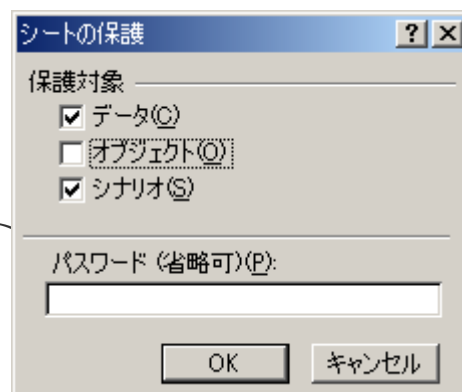 シートの保護
保護対象
データ(C)
オブジェクト(O)
シナリオ(S)
パスワード (省略可)(P):
OK キャンセル